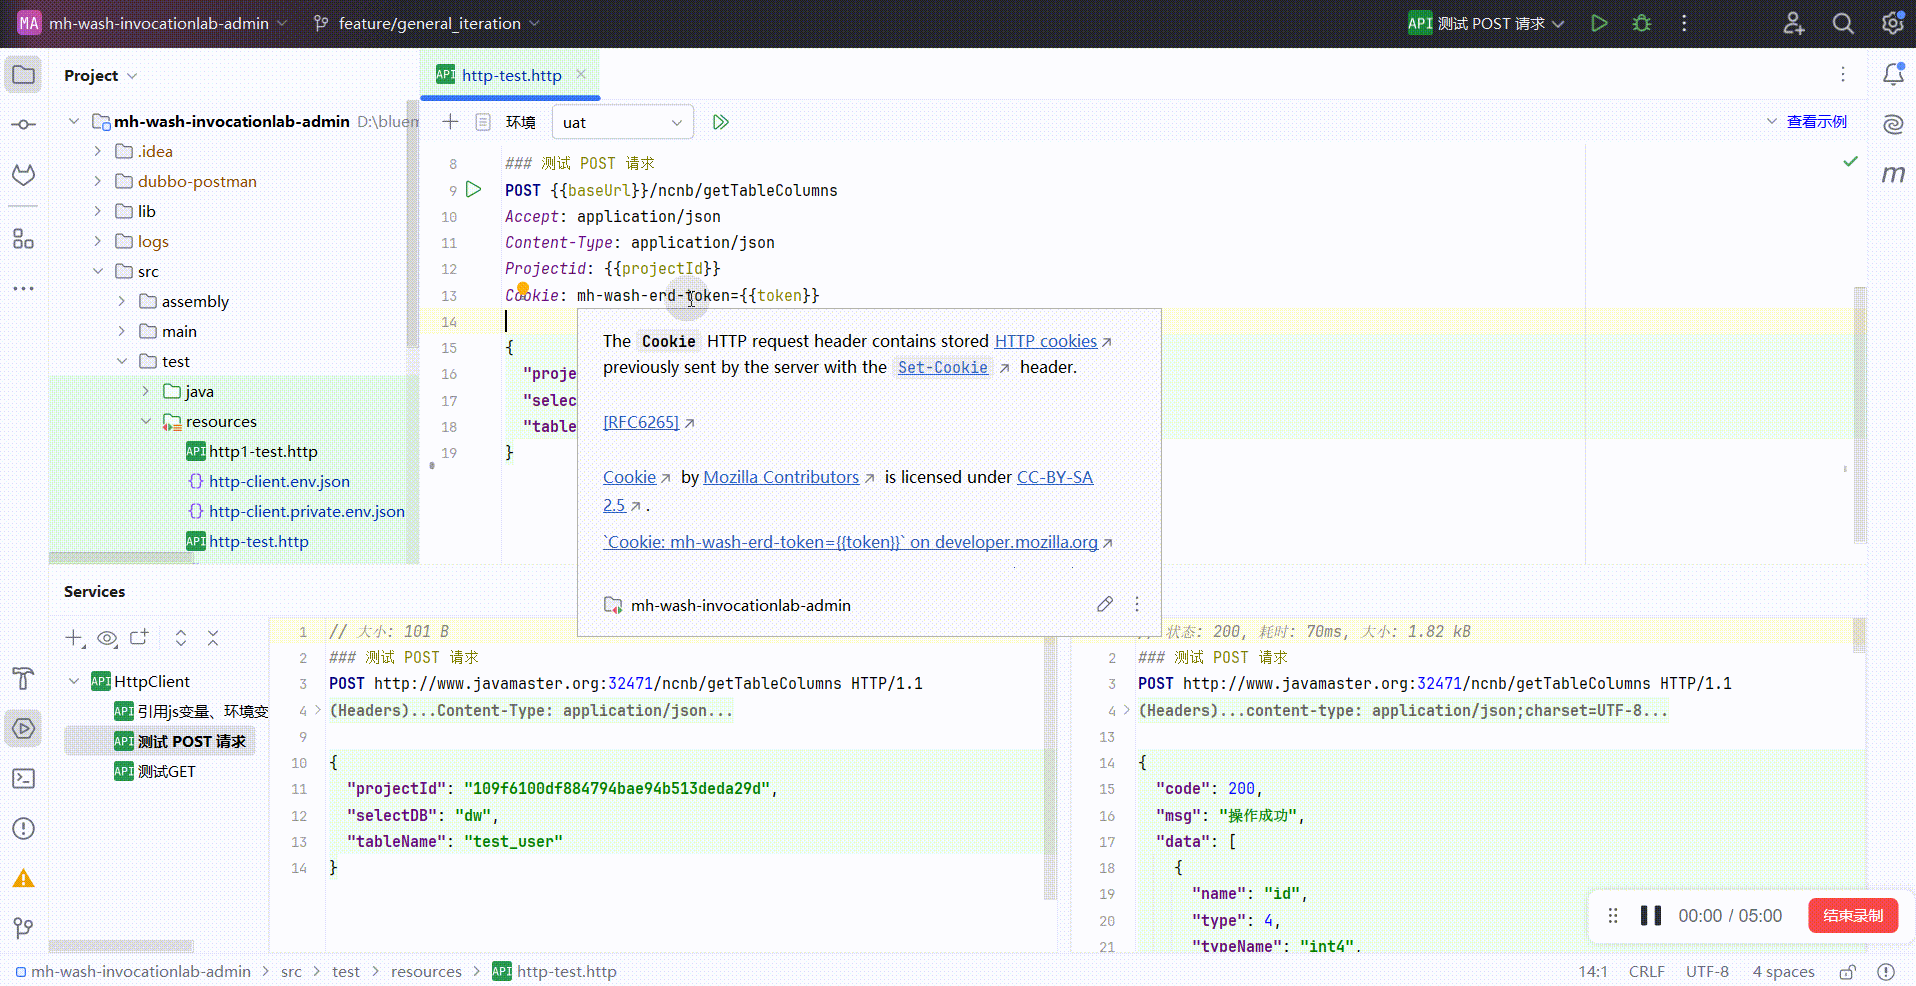 MA mh-wash-invocationlab-admin feature/general_iteration API 测试 POST 请求
Project
API http-test.http
mh-wash-invocationlab-admin D:\bluem
环境 uat 查看示例
.idea
dubbo-postman
lib
logs
src
assembly
main
test
java
resources
API http1-test.http
{} http-client.env.json
{} http-client.private.env.json
API http-test.http
8 ### 测试 POST 请求
9 POST {{baseUrl}}/ncnb/getTableColumns
10 Accept: application/json
11 Content-Type: application/json
12 Projectid: {{projectId}}
13 Cookie: mh-wash-erd-token={{token}}
14
15 {
16 "proje
17 "selec
18 "table
19 }
The Cookie HTTP request header contains stored HTTP cookies
previously sent by the server with the Set-Cookie header.
[RFC6265]
Cookie by Mozilla Contributors is licensed under CC-BY-SA
2.5 .
`Cookie: mh-wash-erd-token={{token}}` on developer.mozilla.org
mh-wash-invocationlab-admin
m
Services
API HttpClient
API 引用js变量、环境变
API 测试 POST 请求
API 测试GET
1 // 大小: 101 B
2 ### 测试 POST 请求
3 POST http://www.javamaster.org:32471/ncnb/getTableColumns HTTP/1.1
4 (Headers)...Content-Type: application/json...
9
10 {
11 "projectId": "109f6100df884794bae94b513deda29d",
12 "selectDB": "dw",
13 "tableName": "test_user"
14 }
// 状态: 200, 耗时: 70ms, 大小: 1.82 kB
2 ### 测试 POST 请求
3 POST http://www.javamaster.org:32471/ncnb/getTableColumns HTTP/1.1
4 (Headers)...content-type: application/json;charset=UTF-8...
13
14 {
15 "code": 200,
16 "msg": "操作成功",
17 "data": [
18 {
19 "name": "id",
20 "type": 4,
21 "typeName": "int4",
00:00 / 05:00 结束录制
mh-wash-invocationlab-admin > src > test > resources > API http-test.http
14:1 CRLF UTF-8 4 spaces